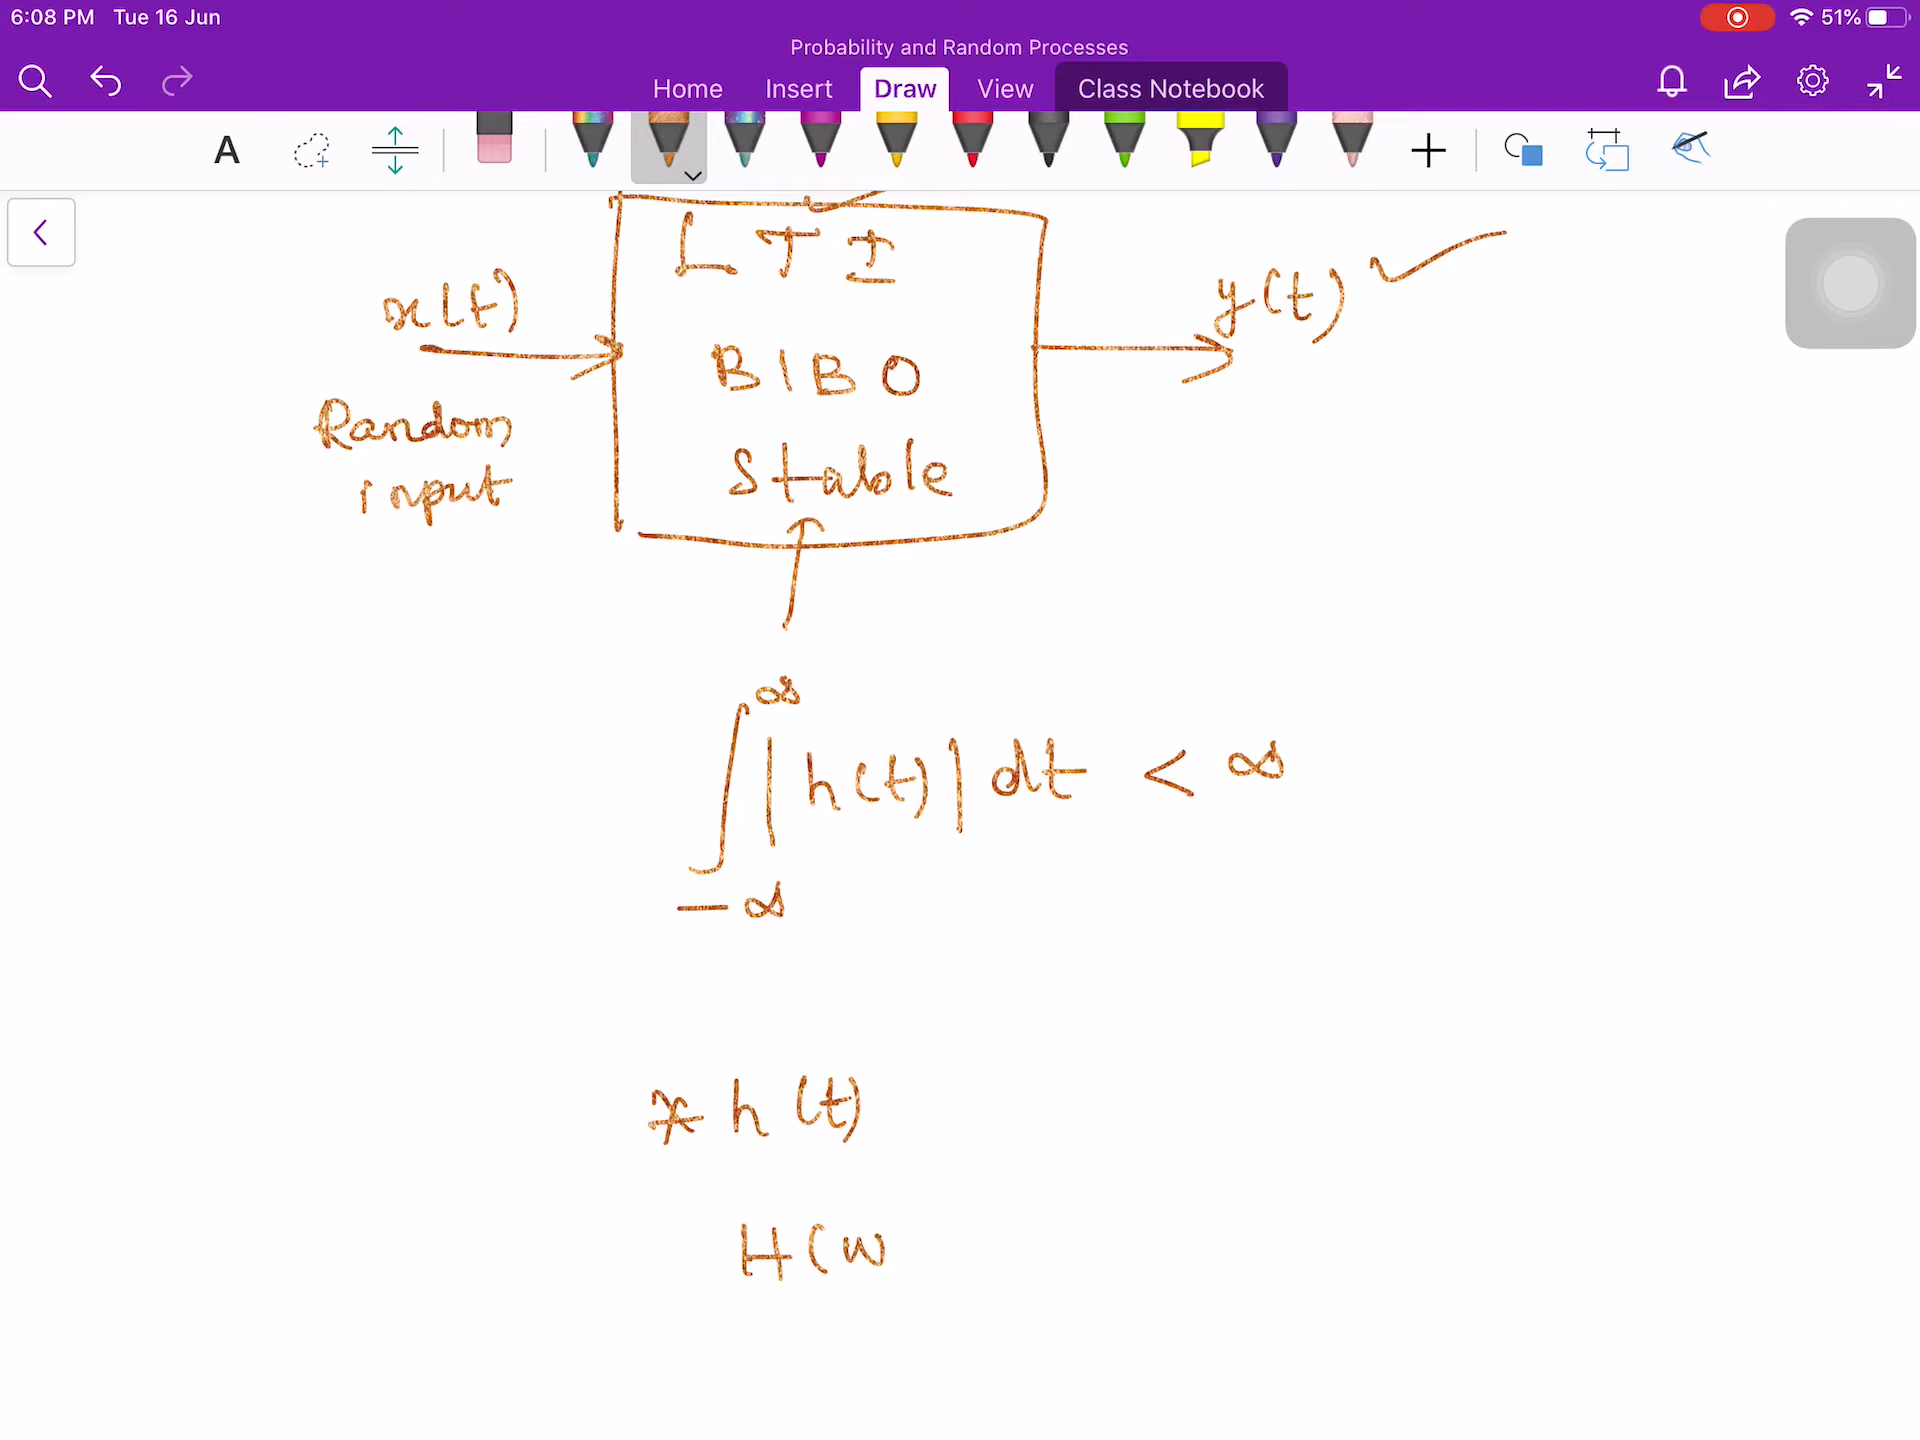 6:08 PM Tue 16 Jun
51%
Probability and Random Processes
Home Insert Draw View Class Notebook
A
L T I
x(t)
y(t)
BIBO
Random
input
Stable
∫_{-∞}^{∞} |h(t)| dt < ∞
* h(t)
H(w